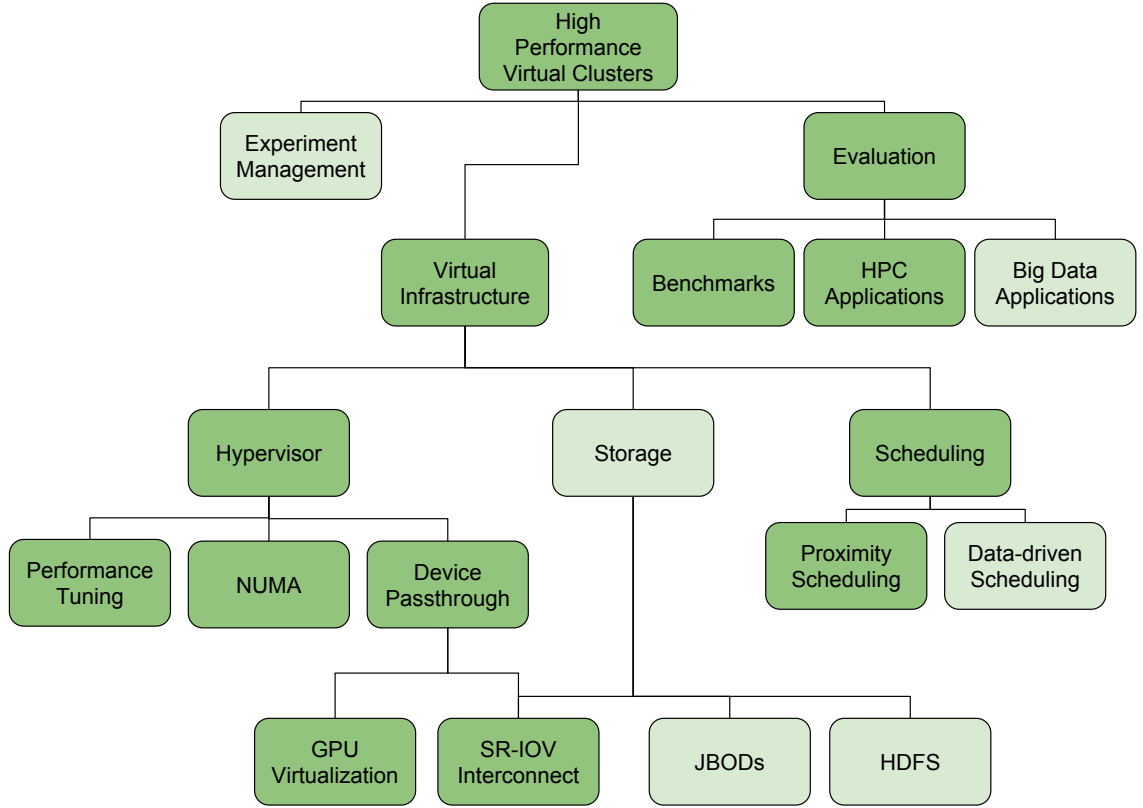 High
Performance
Virtual Clusters
Experiment
Management
Evaluation
Virtual
Infrastructure
Benchmarks
HPC
Applications
Big Data
Applications
Hypervisor
Storage
Scheduling
Performance
Tuning
NUMA
Device
Passthrough
Proximity
Scheduling
Data-driven
Scheduling
GPU
Virtualization
SR-IOV
Interconnect
JBODs
HDFS